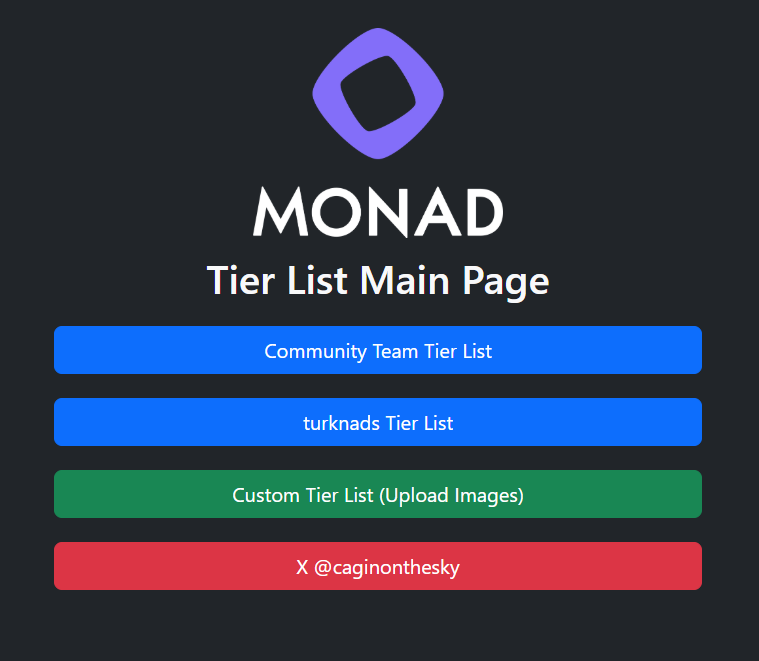 MONAD
Tier List Main Page
Community Team Tier List
turknads Tier List
Custom Tier List (Upload Images)
X @caginonthesky